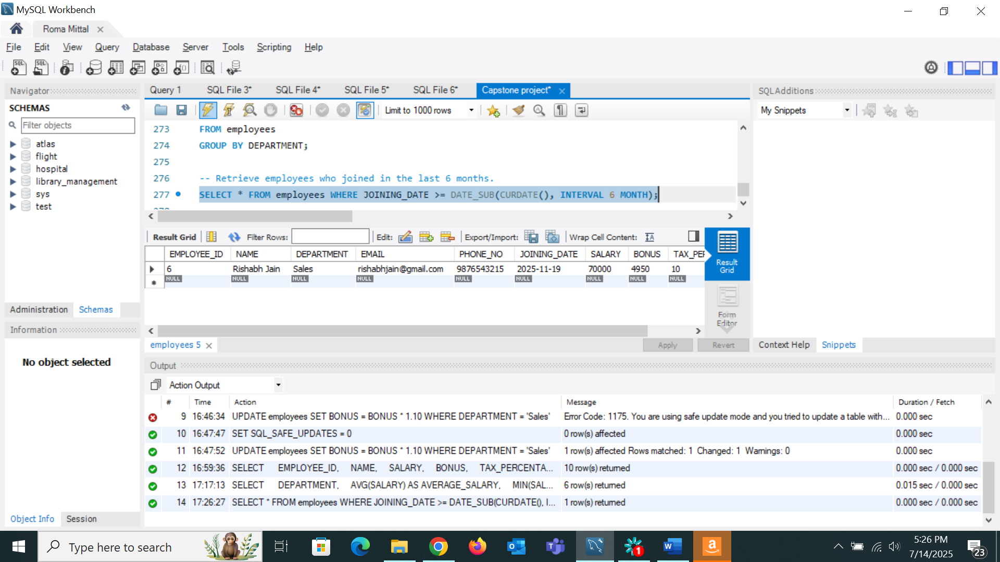 MySQL Workbench
Roma Mittal
File Edit View Query Database Server Tools Scripting Help
Navigator
SCHEMAS
Filter objects
atlas
flight
hospital
library_management
sys
test
Administration Schemas
Information
No object selected
Object Info Session
Query 1 SQL File 3* SQL File 4* SQL File 5* SQL File 6* Capstone project*
Limit to 1000 rows
273 FROM employees
274 GROUP BY DEPARTMENT;
275
276 -- Retrieve employees who joined in the last 6 months.
277 SELECT * FROM employees WHERE JOINING_DATE >= DATE_SUB(CURDATE(), INTERVAL 6 MONTH);
Result Grid Filter Rows: Edit: Export/Import: Wrap Cell Content:
EMPLOYEE_ID NAME DEPARTMENT EMAIL PHONE_NO JOINING_DATE SALARY BONUS TAX_PER
6 Rishabh Jain Sales rishabhjain@gmail.com 9876543215 2025-11-19 70000 4950 10
NULL NULL NULL NULL NULL NULL NULL NULL NULL
Result Grid
Form Editor
employees 5
Apply Revert
SQLAdditions
My Snippets
Context Help Snippets
Output
Action Output
# Time Action Message Duration / Fetch
9 16:46:34 UPDATE employees SET BONUS = BONUS * 1.10 WHERE DEPARTMENT = 'Sales' Error Code: 1175. You are using safe update mode and you tried to update a table with... 0.000 sec
10 16:47:47 SET SQL_SAFE_UPDATES = 0 0 row(s) affected 0.000 sec
11 16:47:52 UPDATE employees SET BONUS = BONUS * 1.10 WHERE DEPARTMENT = 'Sales' 1 row(s) affected Rows matched: 1 Changed: 1 Warnings: 0 0.000 sec
12 16:59:36 SELECT EMPLOYEE_ID, NAME, SALARY, BONUS, TAX_PERCENTA... 10 row(s) returned 0.000 sec / 0.000 sec
13 17:17:13 SELECT DEPARTMENT, AVG(SALARY) AS AVERAGE_SALARY, MIN(SAL... 6 row(s) returned 0.015 sec / 0.000 sec
14 17:26:27 SELECT * FROM employees WHERE JOINING_DATE >= DATE_SUB(CURDATE(), I... 1 row(s) returned 0.000 sec / 0.000 sec
Type here to search
5:26 PM
7/14/2025
23